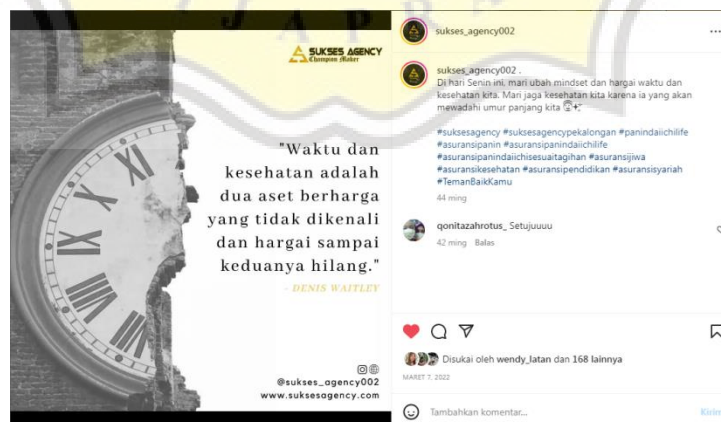 J A P R A
SUKSES AGENCY
Champion Maker
"Waktu dan
kesehatan adalah
dua aset berharga
yang tidak dikenali
dan hargai sampai
keduanya hilang."
- DENIS WAITLEY
@sukses_agency002
www.suksesagency.com
sukses_agency002
sukses_agency002 .
Di hari Senin ini, mari ubah mindset dan hargai waktu dan
kesehatan kita. Mari jaga kesehatan kita karena ia yang akan
mewadahi umur panjang kita
#suksesagency #suksesagencypekalongan #panindaiichilife
#asuransipanin #asuransipanindaiichilife
#asuransipanindaiichisesuaitagihan #asuransijiwa
#asuransikesehatan #asuransipendidikan #asuransisyariah
#TemanBaikKamu
44 ming
qonitazahrotus_ Setujuuuu
42 ming Balas
Disukai oleh wendy_latan dan 168 lainnya
MARET 7, 2022
Tambahkan komentar...
Kirim